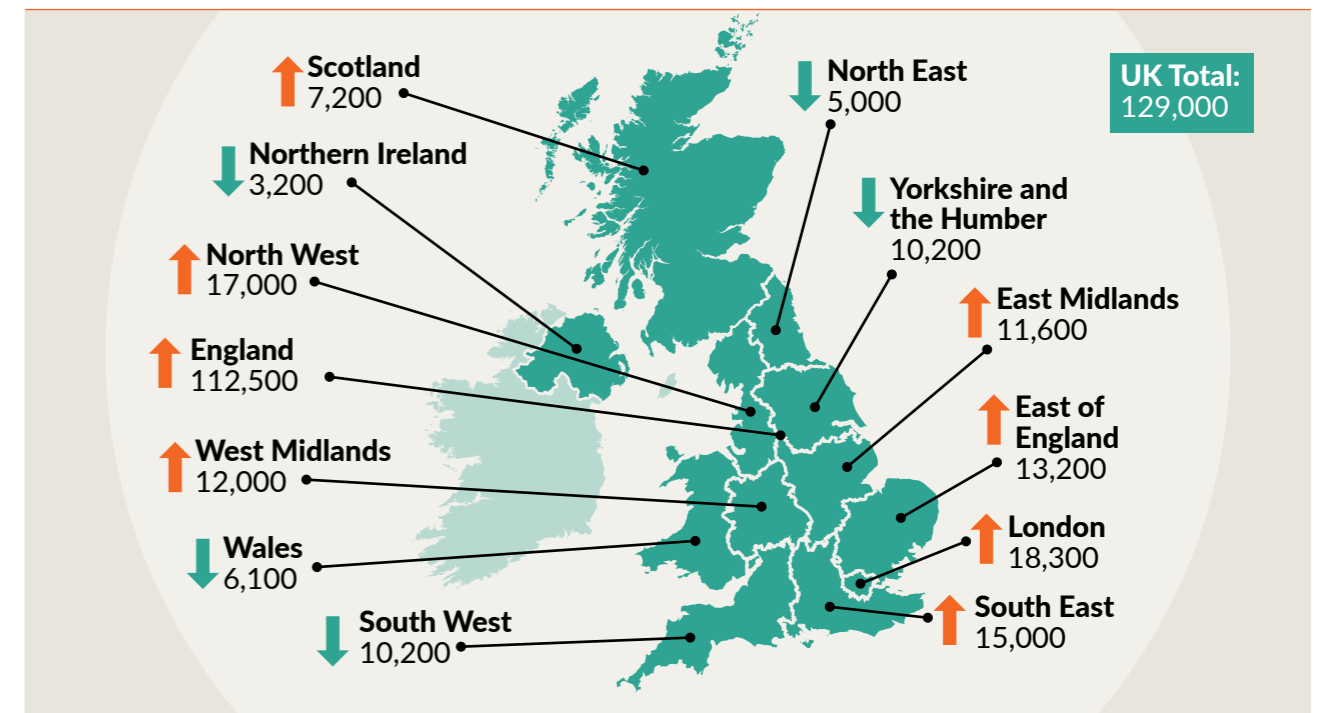 Scotland
7,200
Northern Ireland
3,200
North West
17,000
England
112,500
West Midlands
12,000
Wales
6,100
South West
10,200
North East
5,000
Yorkshire and
the Humber
10,200
East Midlands
11,600
East of
England
13,200
London
18,300
South East
15,000
UK Total:
129,000